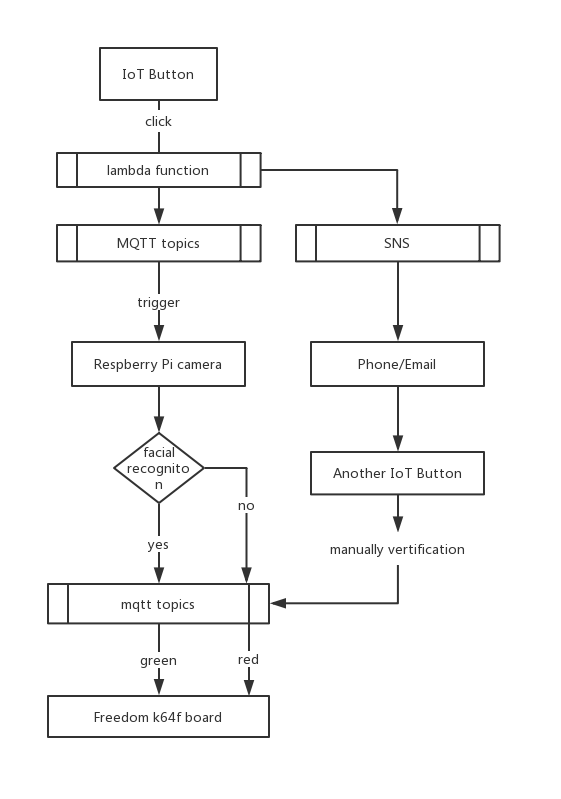 IoT Button
click
lambda function
MQTT topics
SNS
trigger
Respberry Pi camera
Phone/Email
facial
recognito
n
Another IoT Button
no
yes
manually vertification
mqtt topics
green
red
Freedom k64f board